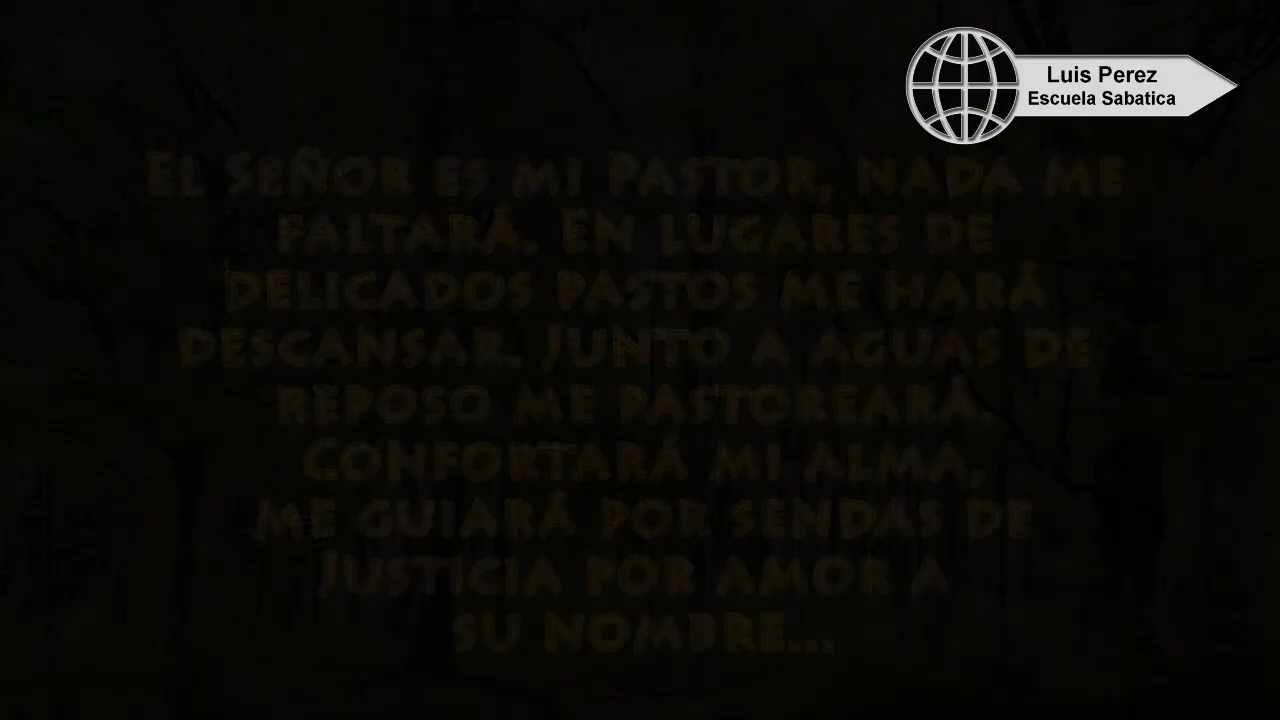 Luis Perez
Escuela Sabatica
El Señor es mi Pastor, nada me
faltará. En lugares de
delicados pastos me hará
descansar. Junto a aguas de
reposo me pastoreará.
Confortará mi alma,
me guiará por sendas de
justicia por amor a
su nombre...